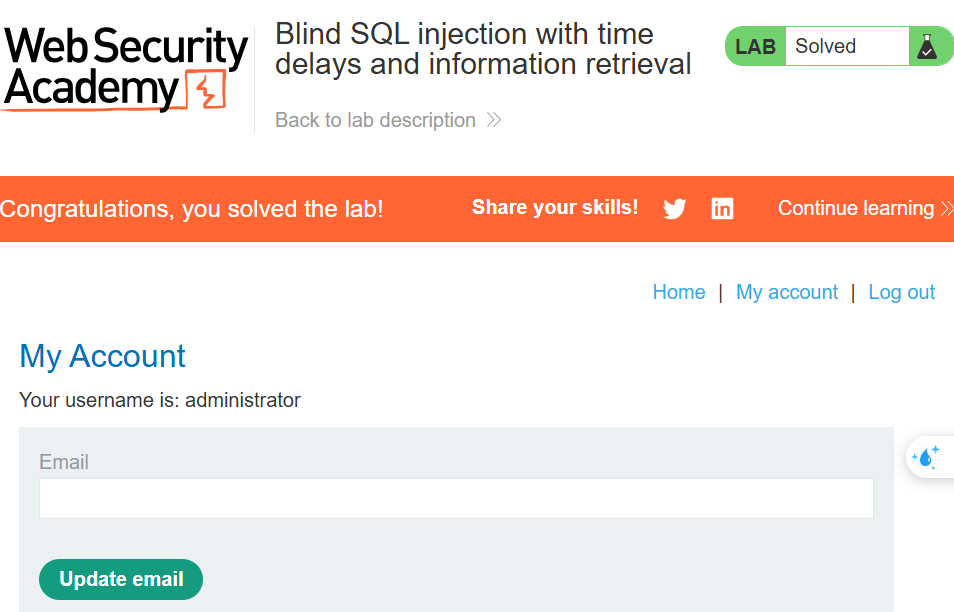 Web Security
Academy
Blind SQL injection with time
delays and information retrieval
Back to lab description
LAB Solved
Congratulations, you solved the lab!
Share your skills!
in
Continue learning
Home | My account | Log out
My Account
Your username is: administrator
Email
Update email